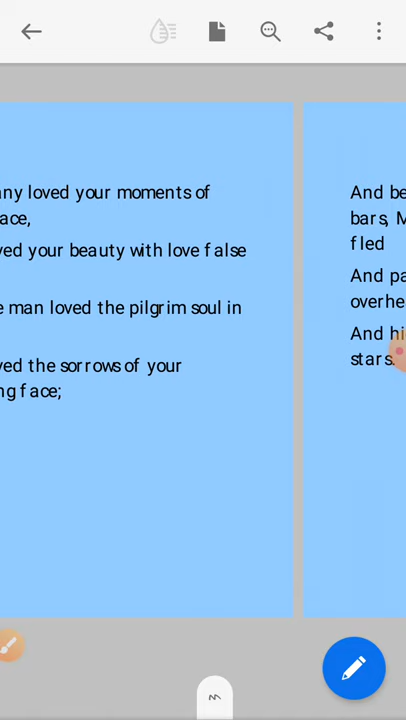 any loved your moments of
ace,
ved your beauty with love false
e man loved the pilgrim soul in
ved the sorrows of your
ng face;
And be
bars, M
fled
And pa
overhe
And hi
stars.